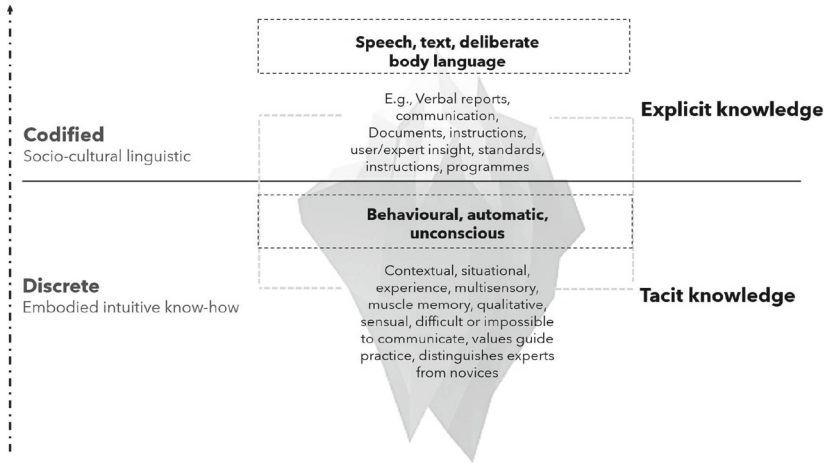 Speech, text, deliberate
body language
E.g., Verbal reports,
communication,
Documents, instructions,
user/expert insight, standards,
instructions, programmes
Explicit knowledge
Codified
Socio-cultural linguistic
Behavioural, automatic,
unconscious
Contextual, situational,
experience, multisensory,
muscle memory, qualitative,
sensual, difficult or impossible
to communicate, values guide
practice, distinguishes experts
from novices
Discrete
Embodied intuitive know-how
Tacit knowledge